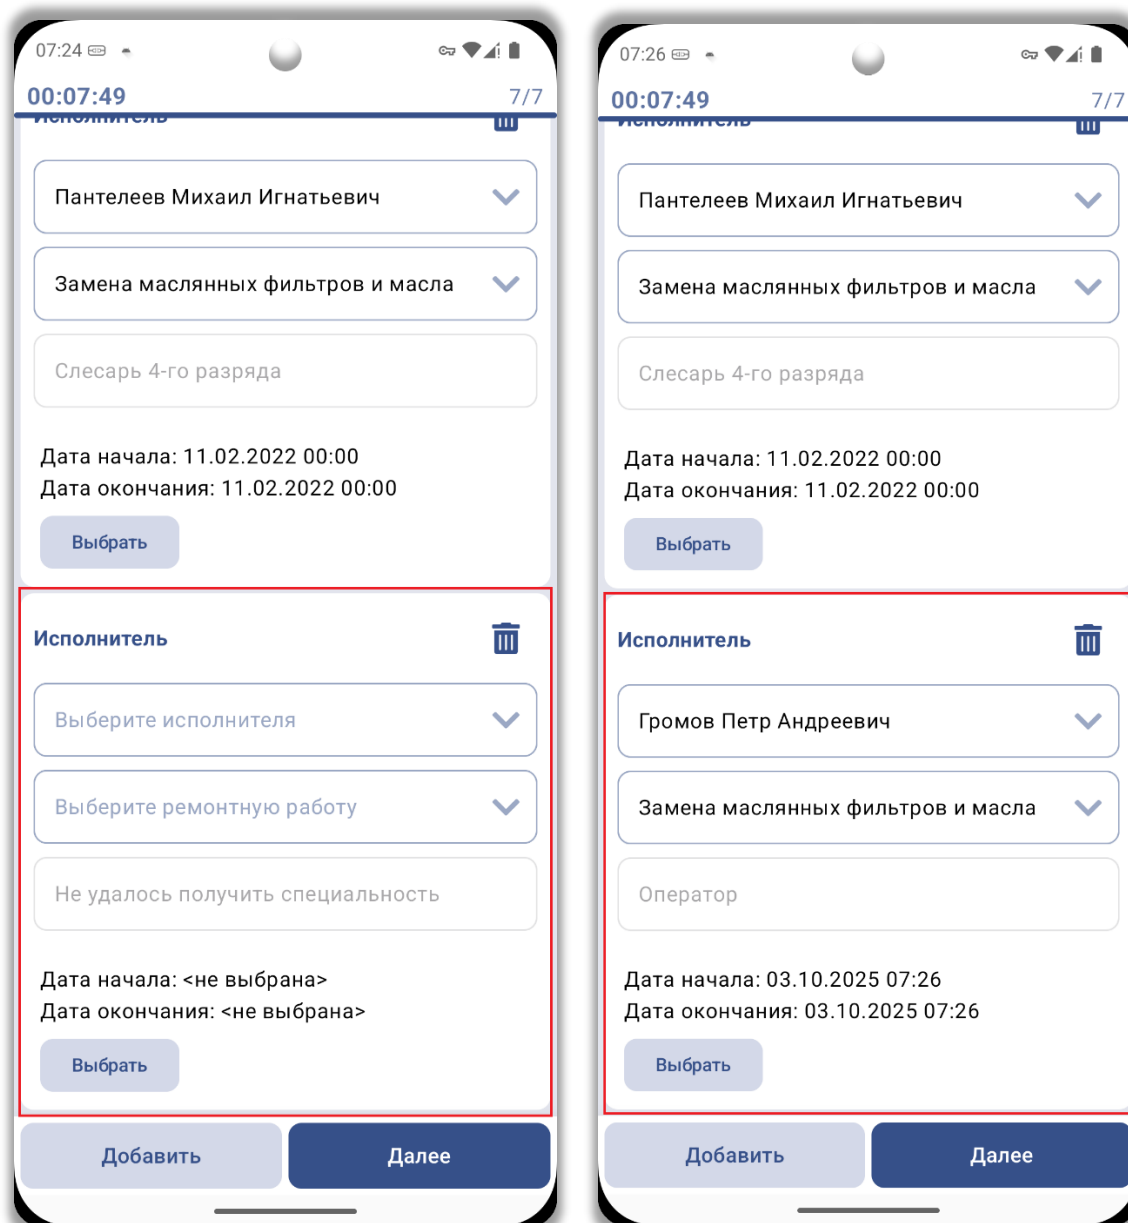 07:24
00:07:49
7/7
Исполнитель
Пантелеев Михаил Игнатьевич
Замена маслянных фильтров и масла
Слесарь 4-го разряда
Дата начала: 11.02.2022 00:00
Дата окончания: 11.02.2022 00:00
Выбрать
Исполнитель
Выберите исполнителя
Выберите ремонтную работу
Не удалось получить специальность
Дата начала: <не выбрана>
Дата окончания: <не выбрана>
Выбрать
Добавить
Далее
07:26
00:07:49
7/7
Исполнитель
Пантелеев Михаил Игнатьевич
Замена маслянных фильтров и масла
Слесарь 4-го разряда
Дата начала: 11.02.2022 00:00
Дата окончания: 11.02.2022 00:00
Выбрать
Исполнитель
Громов Петр Андреевич
Замена маслянных фильтров и масла
Оператор
Дата начала: 03.10.2025 07:26
Дата окончания: 03.10.2025 07:26
Выбрать
Добавить
Далее